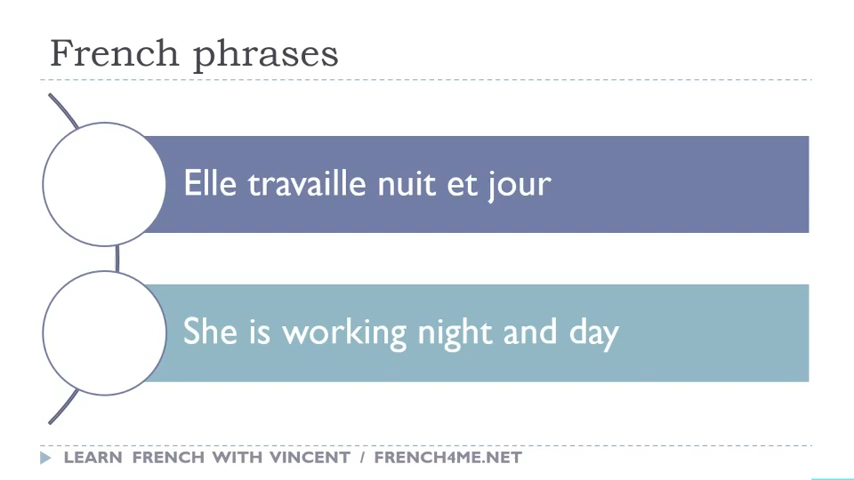 French phrases
Elle travaille nuit et jour
She is working night and day
LEARN FRENCH WITH VINCENT / FRENCH4ME.NET